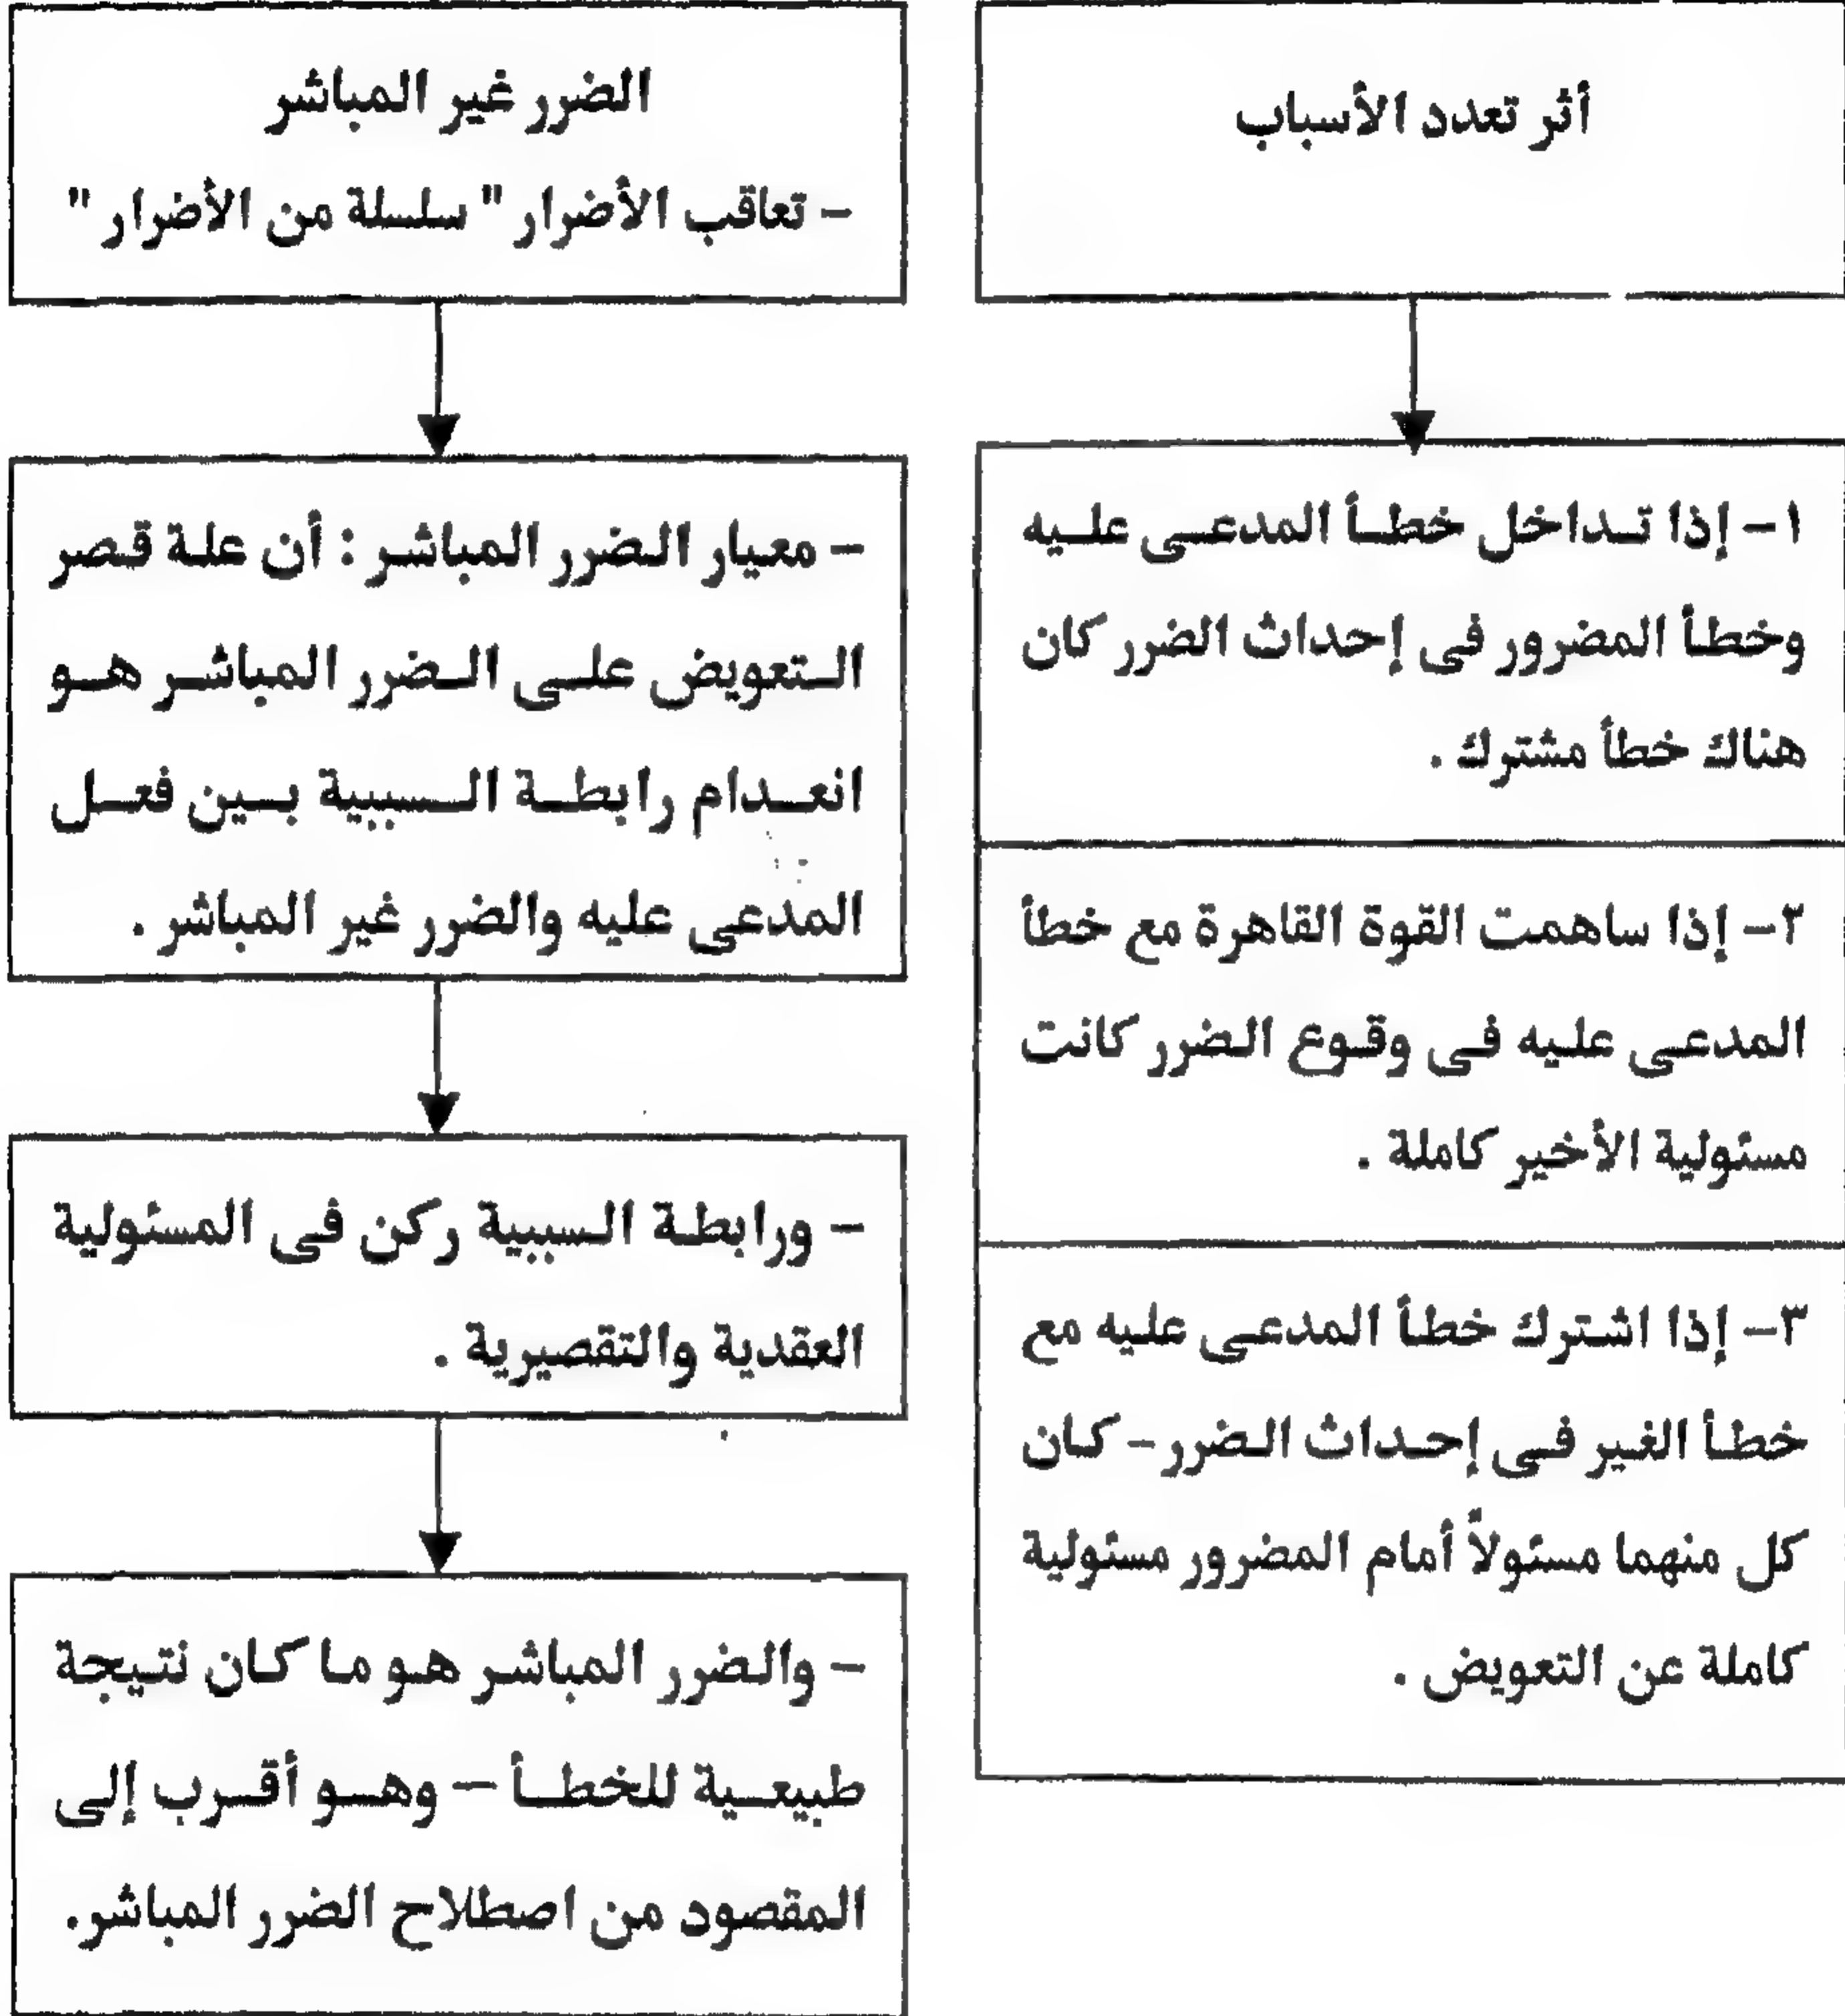 أثر تعدد الأسباب
١- إذا تداخل خطأ المدعى عليه
وخطأ المضرور فى إحداث الضرر كان
هناك خطأ مشترك .
٢- إذا ساهمت القوة القاهرة مع خطأ
المدعى عليه فى وقوع الضرر كانت
مسئولية الأخير كاملة .
٣- إذا اشترك خطأ المدعى عليه مع
خطأ الغير فى إحداث الضرر- كان
كل منهما مسئولاً أمام المضرور مسئولية
كاملة عن التعويض .
الضرر غير المباشر
- تعاقب الأضرار " سلسلة من الأضرار "
- معيار الضرر المباشر : أن علة قصر
التعويض على الضرر المباشر هو
انعدام رابطة السببية بين فعل
المدعى عليه والضرر غير المباشر .
- ورابطة السببية ركن فى المسئولية
العقدية والتقصيرية .
- والضرر المباشر هو ما كان نتيجة
طبيعية للخطأ - وهو أقرب إلى
المقصود من اصطلاح الضرر المباشر.